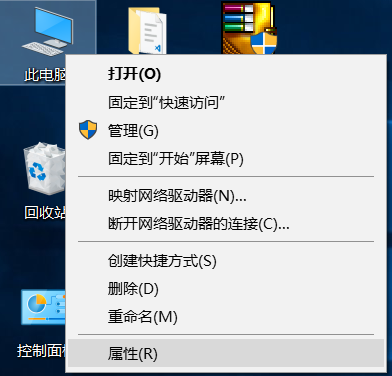 此电脑
打开(O)
固定到“快速访问”
管理(G)
固定到“开始”屏幕(P)
映射网络驱动器(N)...
断开网络驱动器的连接(C)...
回收站
创建快捷方式(S)
删除(D)
重命名(M)
控制面板
属性(R)